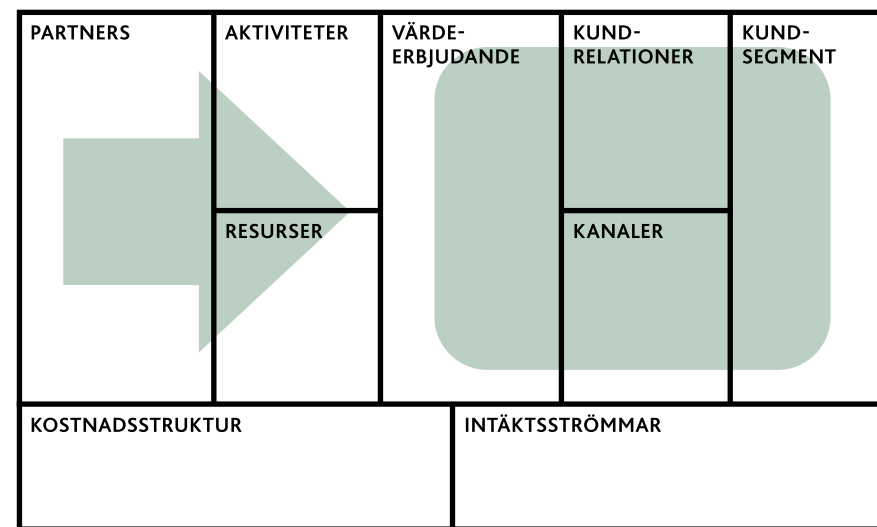 PARTNERS
AKTIVITETER
RESURSER
VÄRDE-
ERBJUDANDE
KUND-
RELATIONER
KANALER
KUND-
SEGMENT
KOSTNADSSTRUKTUR
INTÄKTSSTRÖMMAR